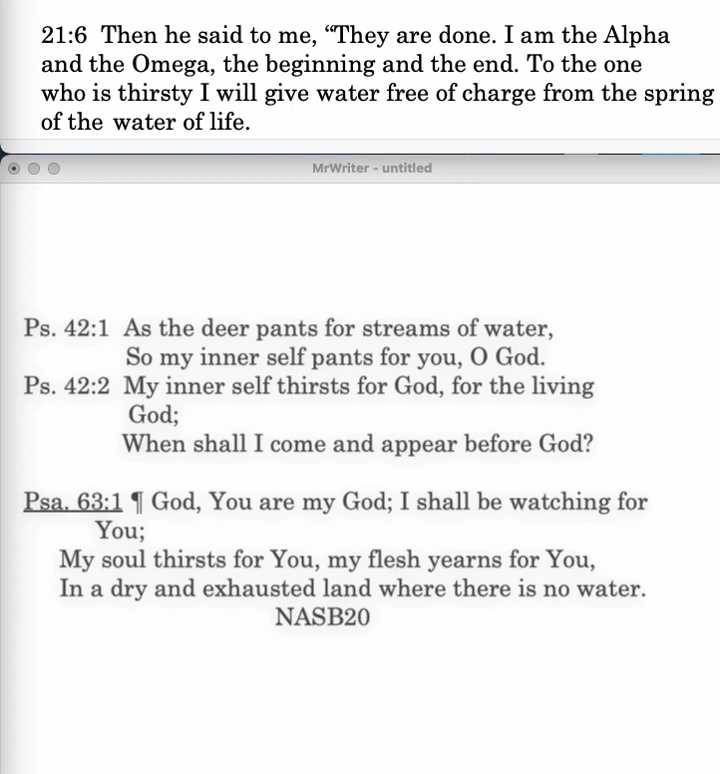 21:6 Then he said to me, “They are done. I am the Alpha
and the Omega, the beginning and the end. To the one
who is thirsty I will give water free of charge from the spring
of the water of life.
MrWriter - untitled
Ps. 42:1 As the deer pants for streams of water,
So my inner self pants for you, O God.
Ps. 42:2 My inner self thirsts for God, for the living
God;
When shall I come and appear before God?
Psa. 63:1 ¶ God, You are my God; I shall be watching for
You;
My soul thirsts for You, my flesh yearns for You,
In a dry and exhausted land where there is no water.
NASB20